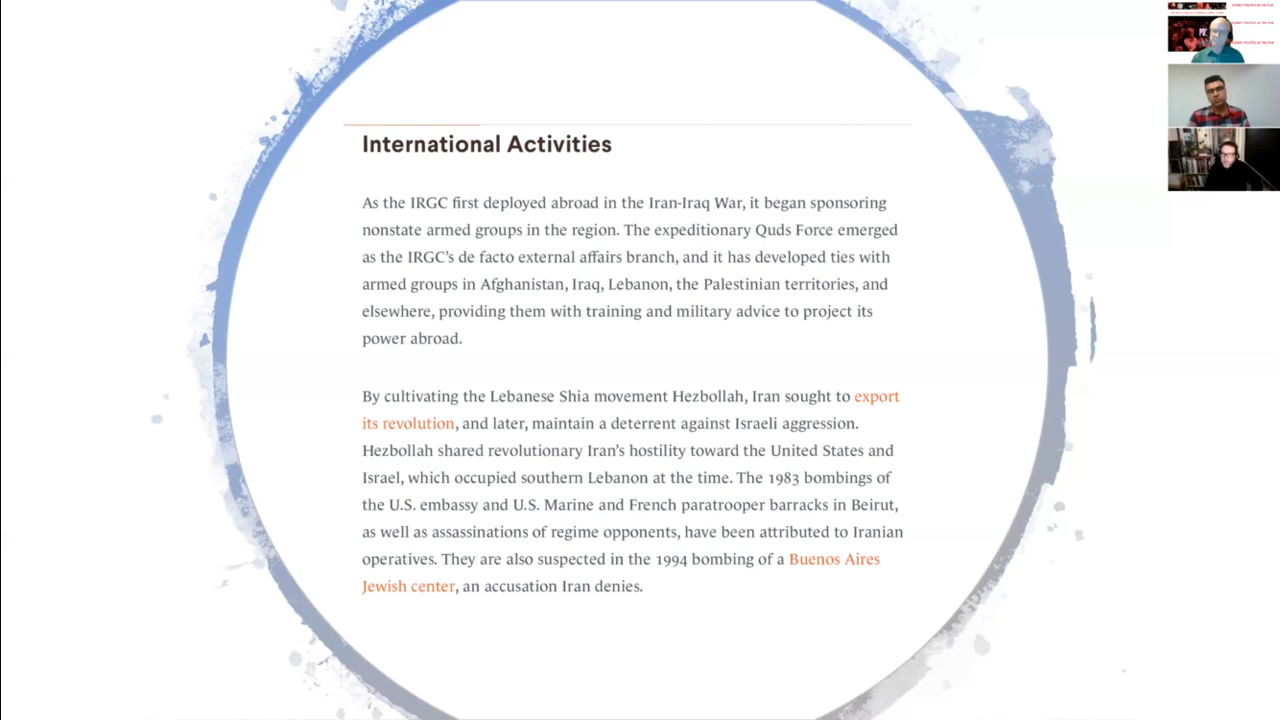 International Activities
As the IRGC first deployed abroad in the Iran-Iraq War, it began sponsoring
nonstate armed groups in the region. The expeditionary Quds Force emerged
as the IRGC’s de facto external affairs branch, and it has developed ties with
armed groups in Afghanistan, Iraq, Lebanon, the Palestinian territories, and
elsewhere, providing them with training and military advice to project its
power abroad.
By cultivating the Lebanese Shia movement Hezbollah, Iran sought to export
its revolution, and later, maintain a deterrent against Israeli aggression.
Hezbollah shared revolutionary Iran’s hostility toward the United States and
Israel, which occupied southern Lebanon at the time. The 1983 bombings of
the U.S. embassy and U.S. Marine and French paratrooper barracks in Beirut,
as well as assassinations of regime opponents, have been attributed to Iranian
operatives. They are also suspected in the 1994 bombing of a Buenos Aires
Jewish center, an accusation Iran denies.